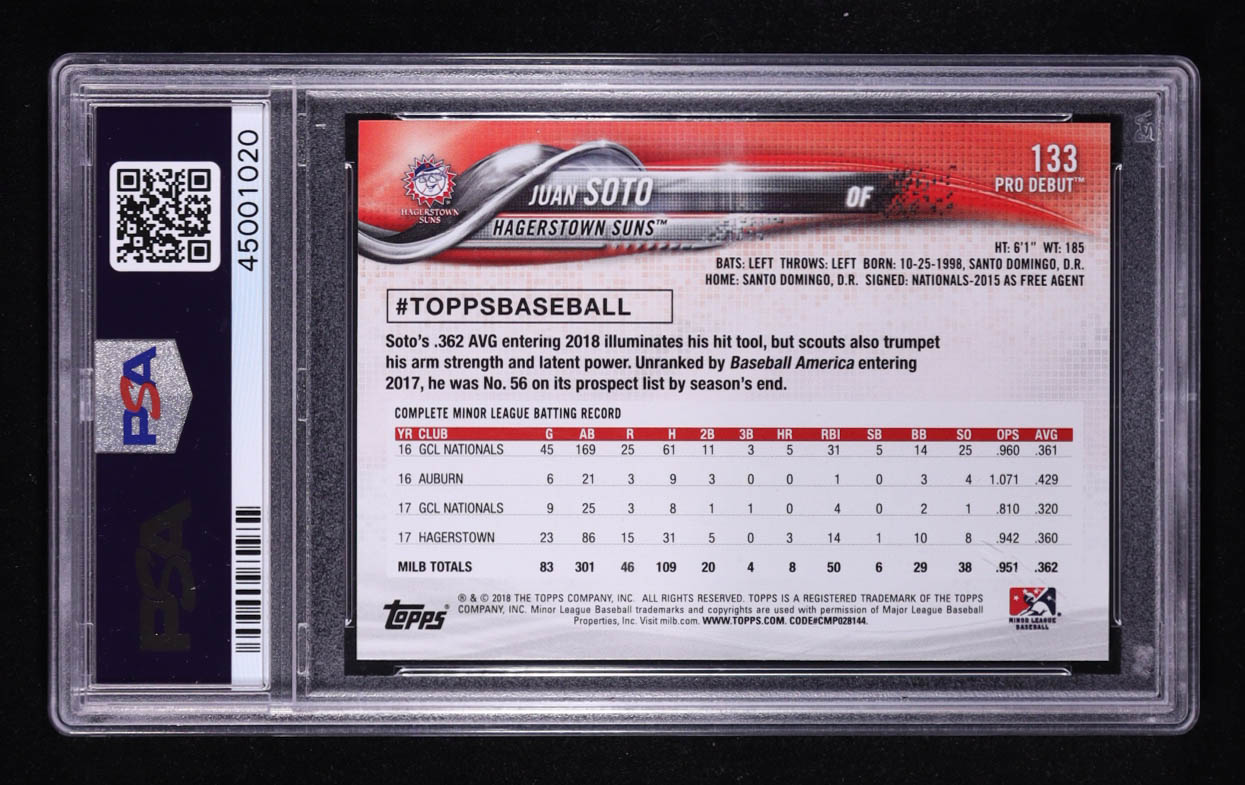 45001020
PSA
PSA
HAGERSTOWN
SUNS
JUAN SOTO OF
HAGERSTOWN SUNS™
133
PRO DEBUT™
HT: 6'1" WT: 185
BATS: LEFT THROWS: LEFT BORN: 10-25-1998, SANTO DOMINGO, D.R.
HOME: SANTO DOMINGO, D.R. SIGNED: NATIONALS-2015 AS FREE AGENT
#TOPPSBASEBALL
Soto's .362 AVG entering 2018 illuminates his hit tool, but scouts also trumpet
his arm strength and latent power. Unranked by Baseball America entering
2017, he was No. 56 on its prospect list by season's end.
COMPLETE MINOR LEAGUE BATTING RECORD
YR CLUB G AB R H 2B 3B HR RBI SB BB SO OPS AVG
16 GCL NATIONALS 45 169 25 61 11 3 5 31 5 14 25 .960 .361
16 AUBURN 6 21 3 9 3 0 0 1 0 3 4 1.071 .429
17 GCL NATIONALS 9 25 3 8 1 1 0 4 0 2 1 .810 .320
17 HAGERSTOWN 23 86 15 31 5 0 3 14 1 10 8 .942 .360
MILB TOTALS 83 301 46 109 20 4 8 50 6 29 38 .951 .362
TOPPS®
® & © 2018 THE TOPPS COMPANY, INC. ALL RIGHTS RESERVED. TOPPS IS A REGISTERED TRADEMARK OF THE TOPPS
COMPANY, INC. Minor League Baseball trademarks and copyrights are used with permission of Major League Baseball
Properties, Inc. Visit milb.com. WWW.TOPPS.COM. CODE#CMP028144.
MINOR LEAGUE
BASEBALL